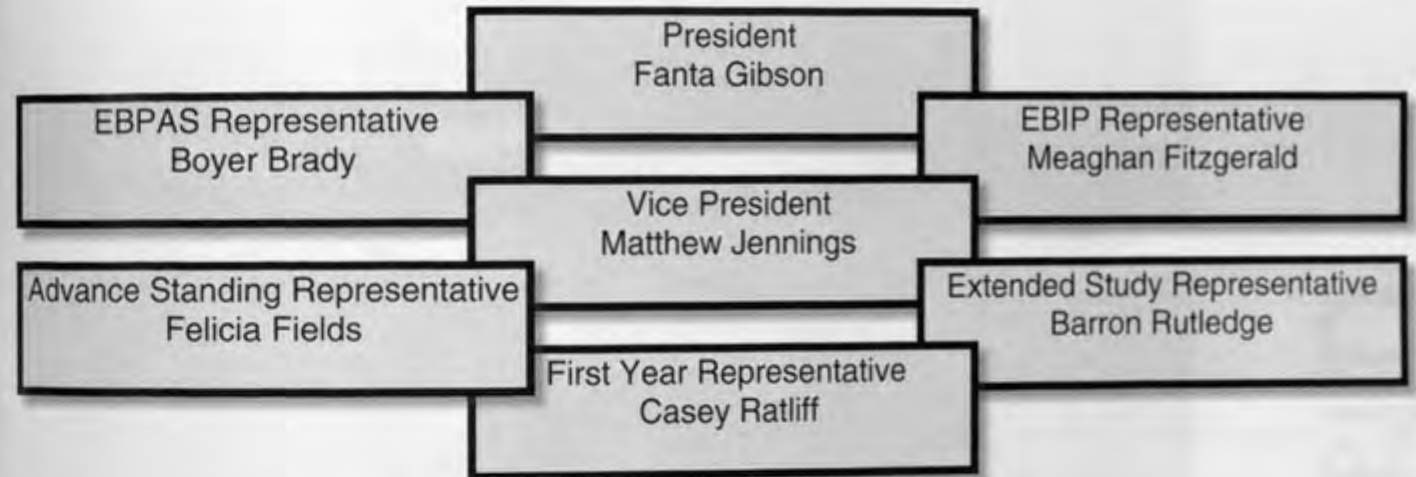 President
Fanta Gibson
EBPAS Representative
Boyer Brady
EBIP Representative
Meaghan Fitzgerald
Vice President
Matthew Jennings
Advance Standing Representative
Felicia Fields
Extended Study Representative
Barron Rutledge
First Year Representative
Casey Ratliff